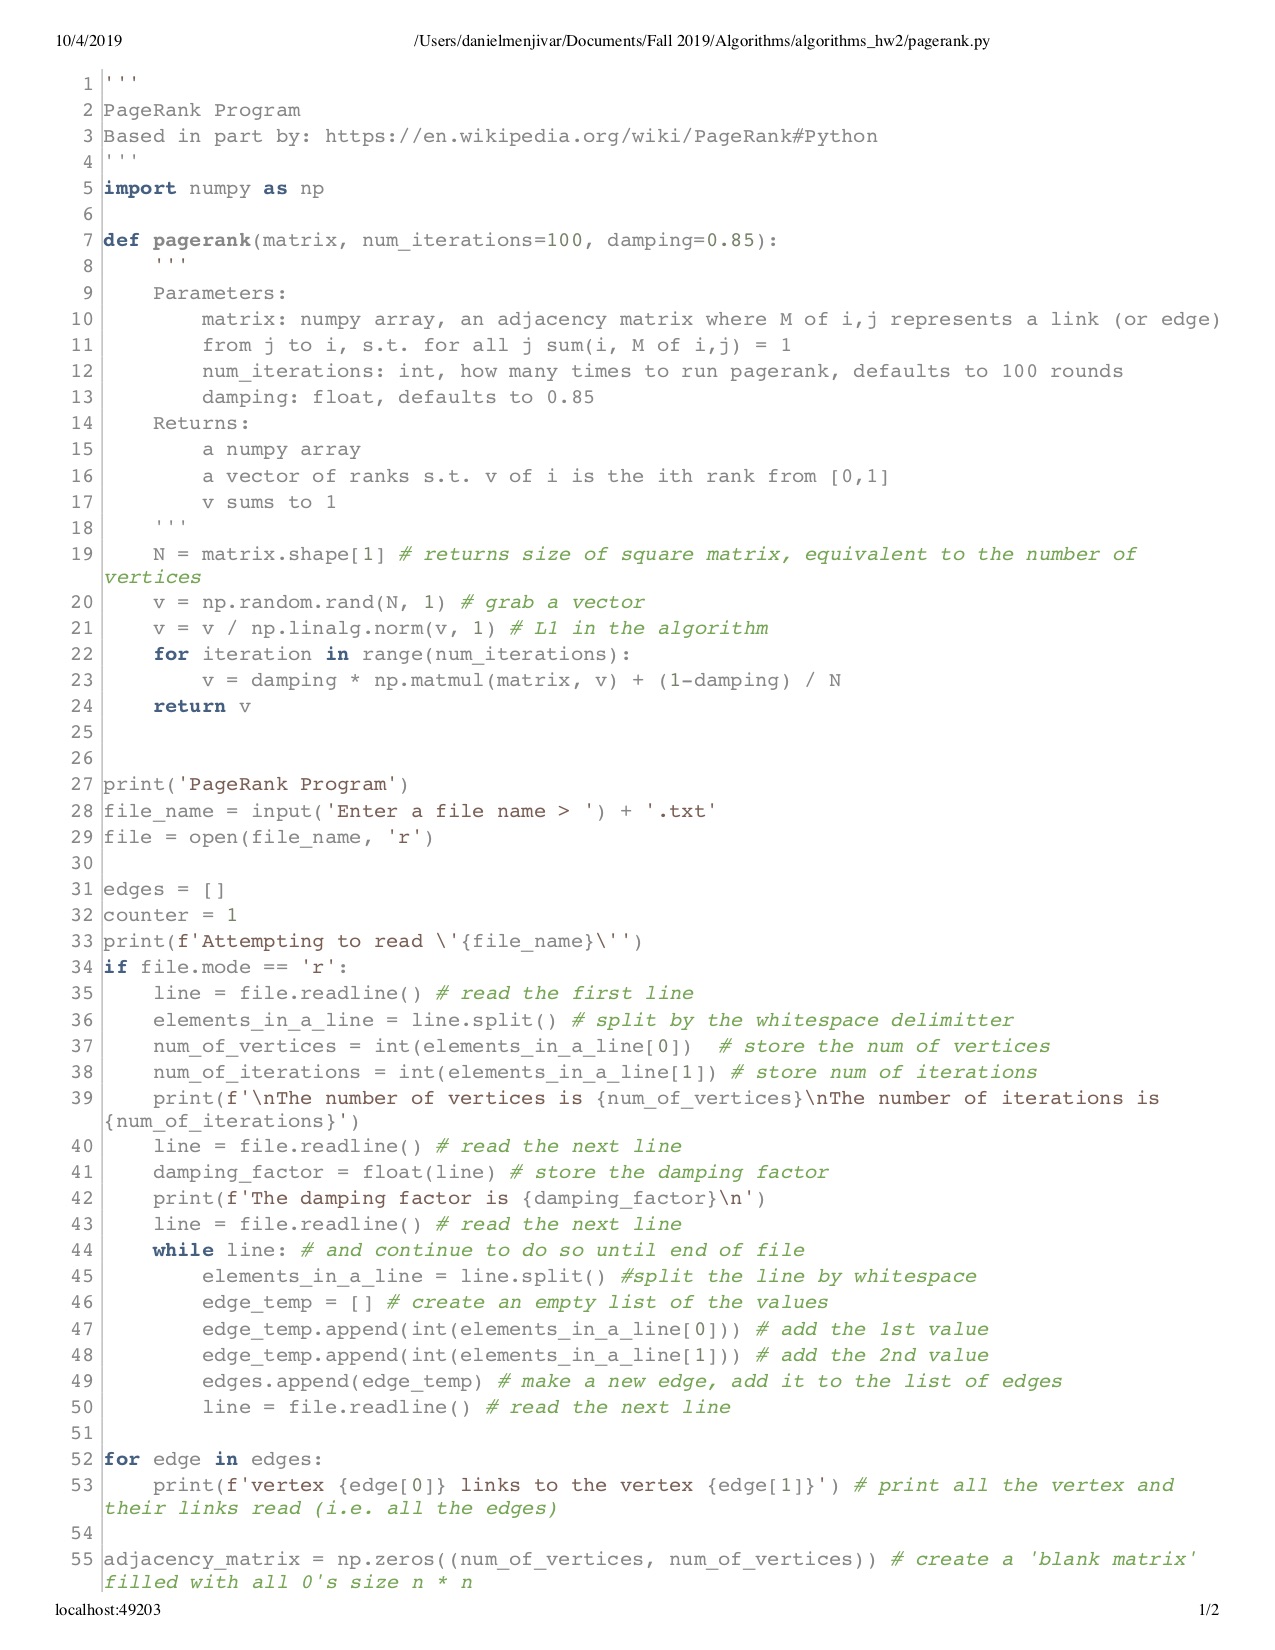 10/4/2019 /Users/danielmenjivar/Documents/Fall 2019/Algorithms/algorithms_hw2/pagerank.py
1 '''
2 PageRank Program
3 Based in part by: https://en.wikipedia.org/wiki/PageRank#Python
4 '''
5 import numpy as np
6
7 def pagerank(matrix, num_iterations=100, damping=0.85):
8     '''
9     Parameters:
10         matrix: numpy array, an adjacency matrix where M of i,j represents a link (or edge)
11         from j to i, s.t. for all j sum(i, M of i,j) = 1
12         num_iterations: int, how many times to run pagerank, defaults to 100 rounds
13         damping: float, defaults to 0.85
14     Returns:
15         a numpy array
16         a vector of ranks s.t. v of i is the ith rank from [0,1]
17         v sums to 1
18     '''
19     N = matrix.shape[1] # returns size of square matrix, equivalent to the number of
vertices
20     v = np.random.rand(N, 1) # grab a vector
21     v = v / np.linalg.norm(v, 1) # L1 in the algorithm
22     for iteration in range(num_iterations):
23         v = damping * np.matmul(matrix, v) + (1-damping) / N
24     return v
25
26
27 print('PageRank Program')
28 file_name = input('Enter a file name > ') + '.txt'
29 file = open(file_name, 'r')
30
31 edges = []
32 counter = 1
33 print(f'Attempting to read \'{file_name}\'')
34 if file.mode == 'r':
35     line = file.readline() # read the first line
36     elements_in_a_line = line.split() # split by the whitespace delimitter
37     num_of_vertices = int(elements_in_a_line[0])  # store the num of vertices
38     num_of_iterations = int(elements_in_a_line[1]) # store num of iterations
39     print(f'\nThe number of vertices is {num_of_vertices}\nThe number of iterations is
{num_of_iterations}')
40     line = file.readline() # read the next line
41     damping_factor = float(line) # store the damping factor
42     print(f'The damping factor is {damping_factor}\n')
43     line = file.readline() # read the next line
44     while line: # and continue to do so until end of file
45         elements_in_a_line = line.split() #split the line by whitespace
46         edge_temp = [] # create an empty list of the values
47         edge_temp.append(int(elements_in_a_line[0])) # add the 1st value
48         edge_temp.append(int(elements_in_a_line[1])) # add the 2nd value
49         edges.append(edge_temp) # make a new edge, add it to the list of edges
50         line = file.readline() # read the next line
51
52 for edge in edges:
53     print(f'vertex {edge[0]} links to the vertex {edge[1]}') # print all the vertex and
their links read (i.e. all the edges)
54
55 adjacency_matrix = np.zeros((num_of_vertices, num_of_vertices)) # create a 'blank matrix'
filled with all 0's size n * n
localhost:49203 1/2